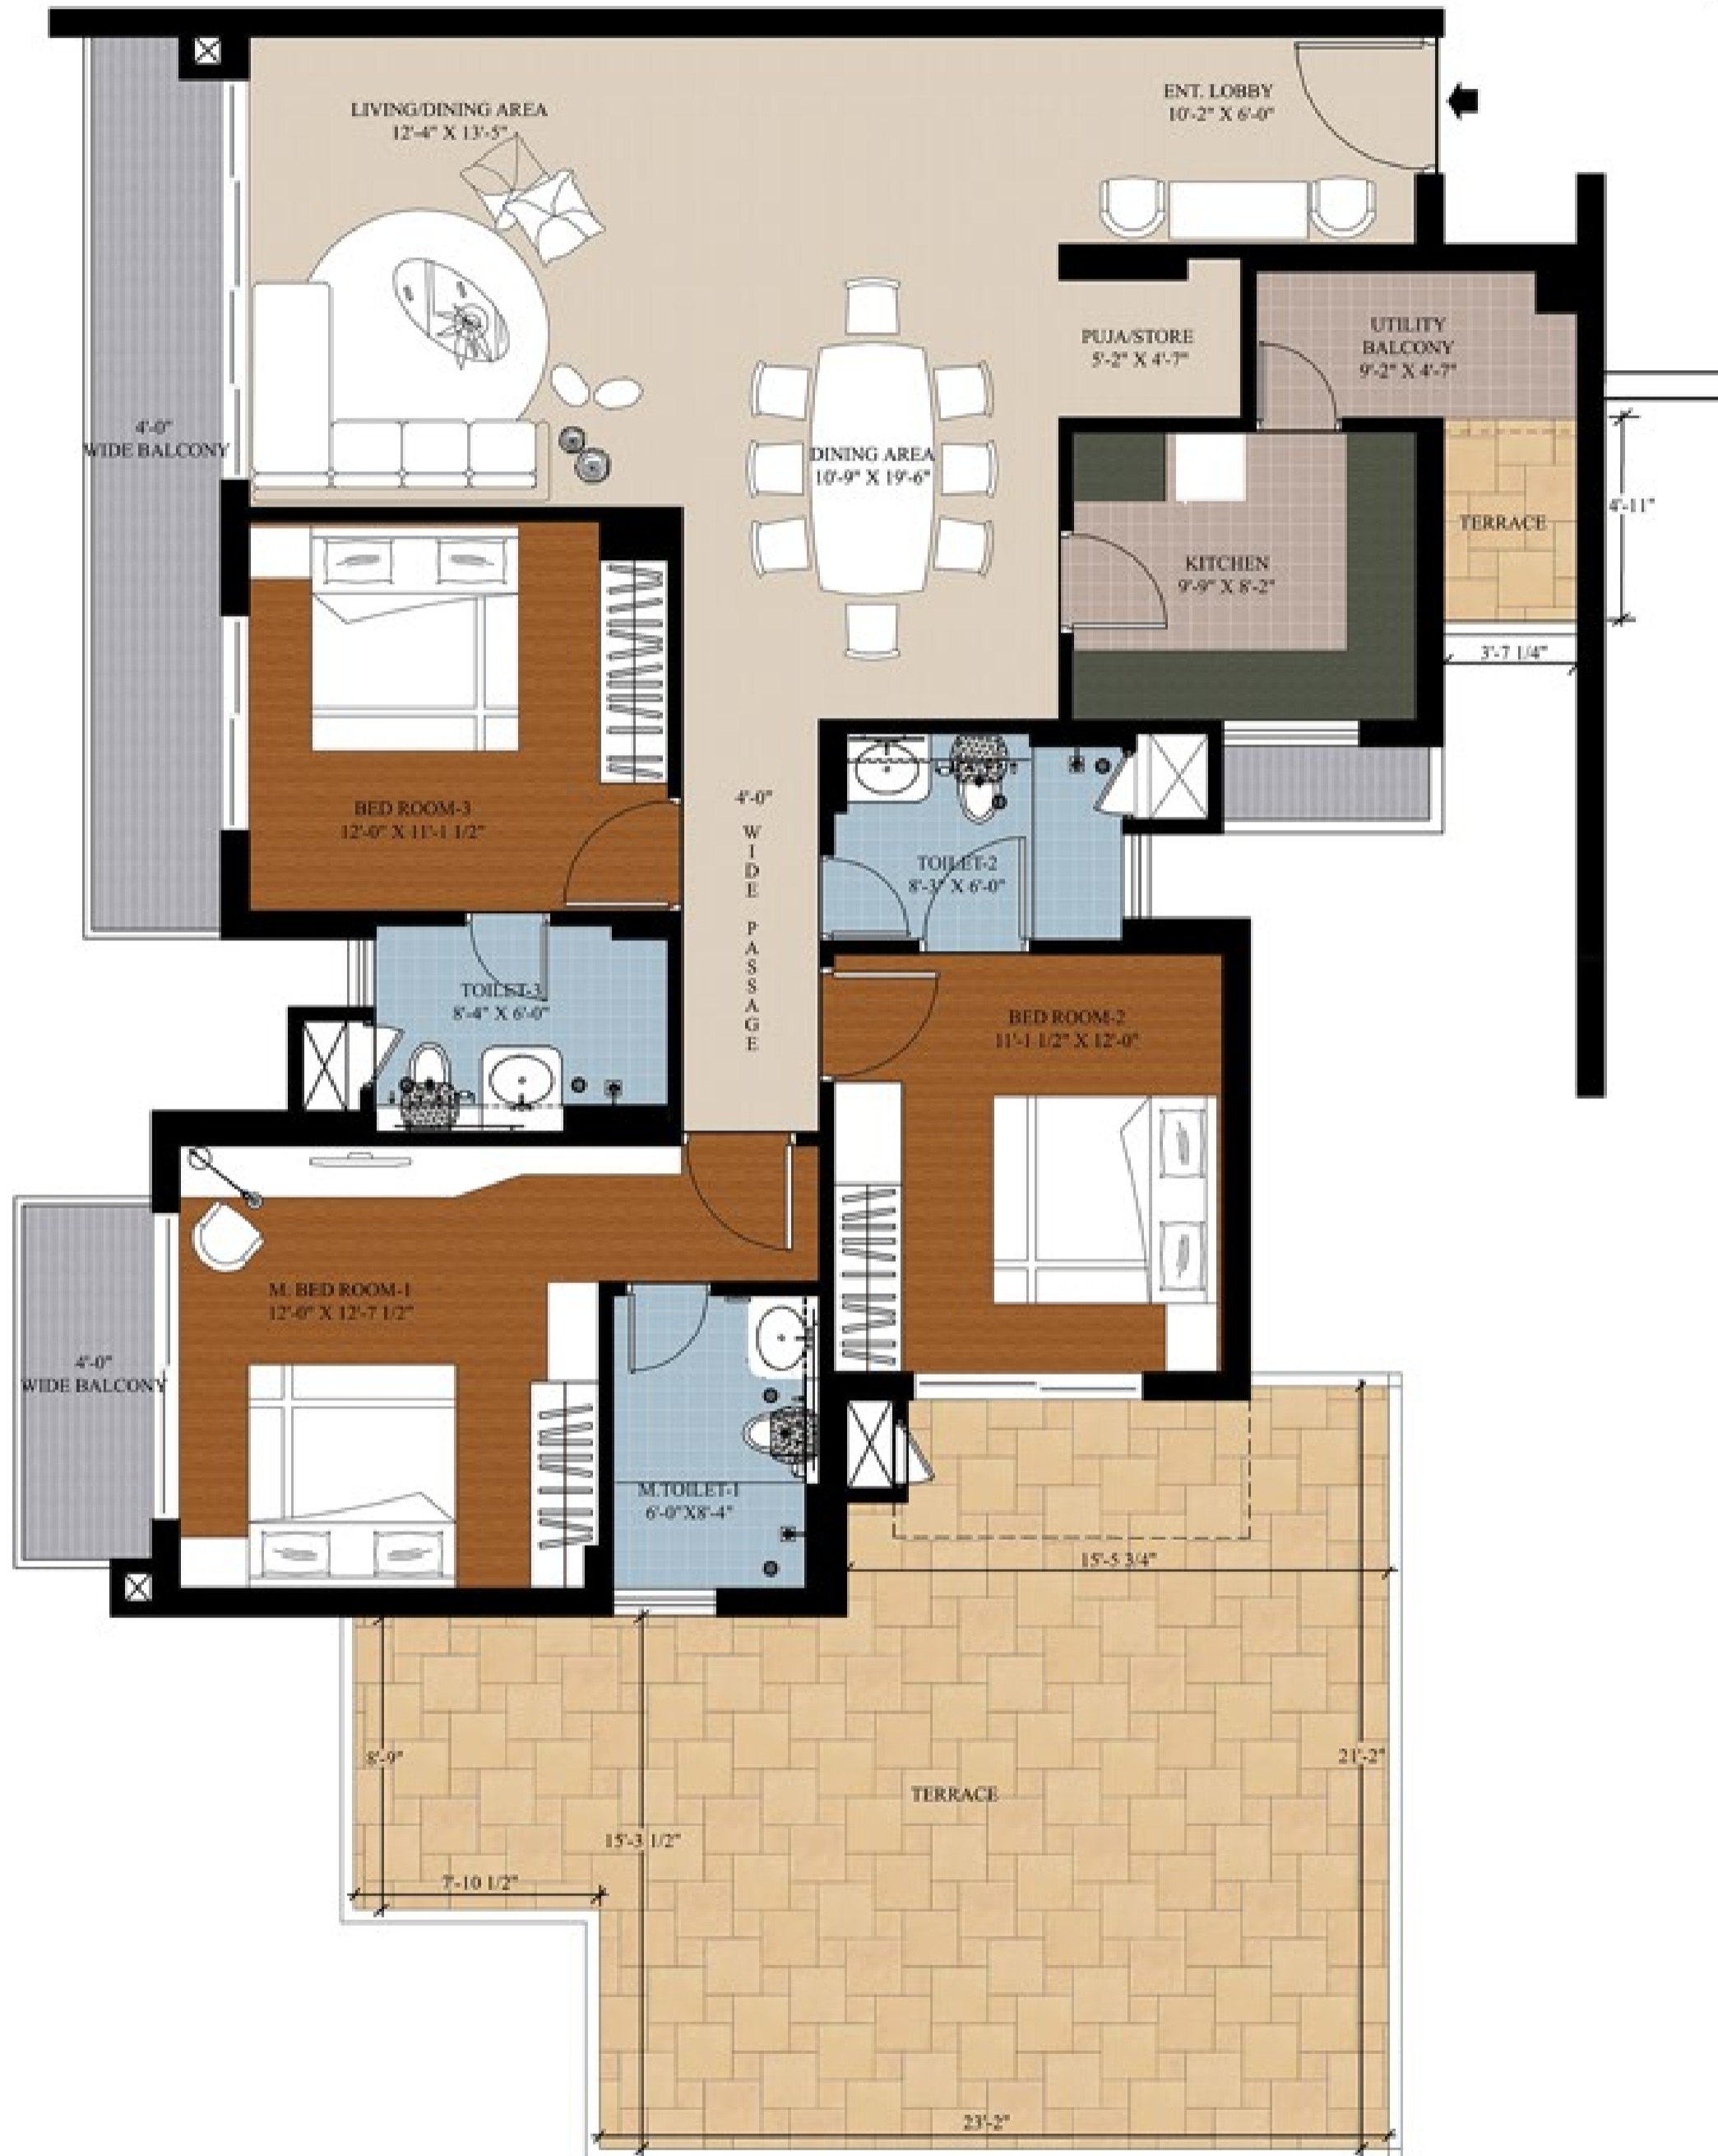 LIVING/DINING AREA
12'-4" X 13'-5"
ENT. LOBBY
10'-2" X 6'-0"
PUJA/STORE
5'-2" X 4'-7"
UTILITY
BALCONY
9'-2" X 4'-7"
4'-0"
WIDE BALCONY
DINING AREA
10'-9" X 19'-6"
TERRACE
4'-11"
KITCHEN
9'-9" X 8'-2"
3'-7 1/4"
BED ROOM-3
12'-0" X 11'-1 1/2"
4'-0"
WIDE PASSAGE
TOILET-2
8'-3" X 6'-0"
TOILET-3
8'-4" X 6'-0"
BED ROOM-2
11'-1 1/2" X 12'-0"
M. BED ROOM-1
12'-0" X 12'-7 1/2"
4'-0"
WIDE BALCONY
M.TOILET-1
6'-0"X8'-4"
15'-5 3/4"
8'-9"
21'-2"
TERRACE
15'-3 1/2"
7'-10 1/2"
23'-2"